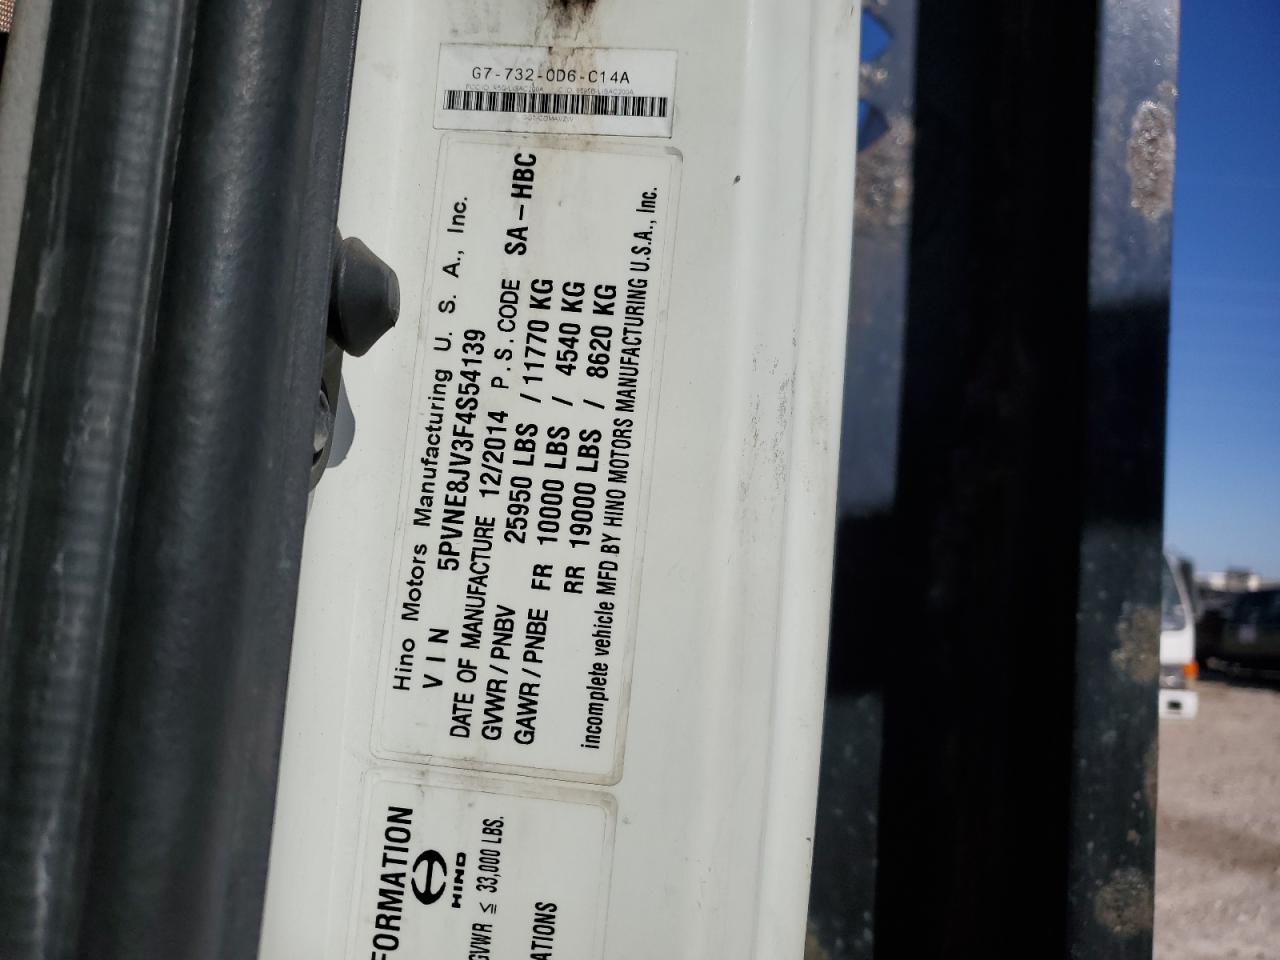 G7-732-0D6-C14A
Hino Motors Manufacturing U. S. A., Inc.
VIN 5PVNE8JV3F4S54139
DATE OF MANUFACTURE 12/2014 P.S. CODE SA-HBC
GVWR/PNBV 25950 LBS / 11770 KG
GAWR/PNBE FR 10000 LBS / 4540 KG
RR 19000 LBS / 8620 KG
incomplete vehicle MFD BY HINO MOTORS MANUFACTURING U.S.A., Inc.
FORMATION
HINO
GVWR ≤ 33,000 LBS.
ATIONS